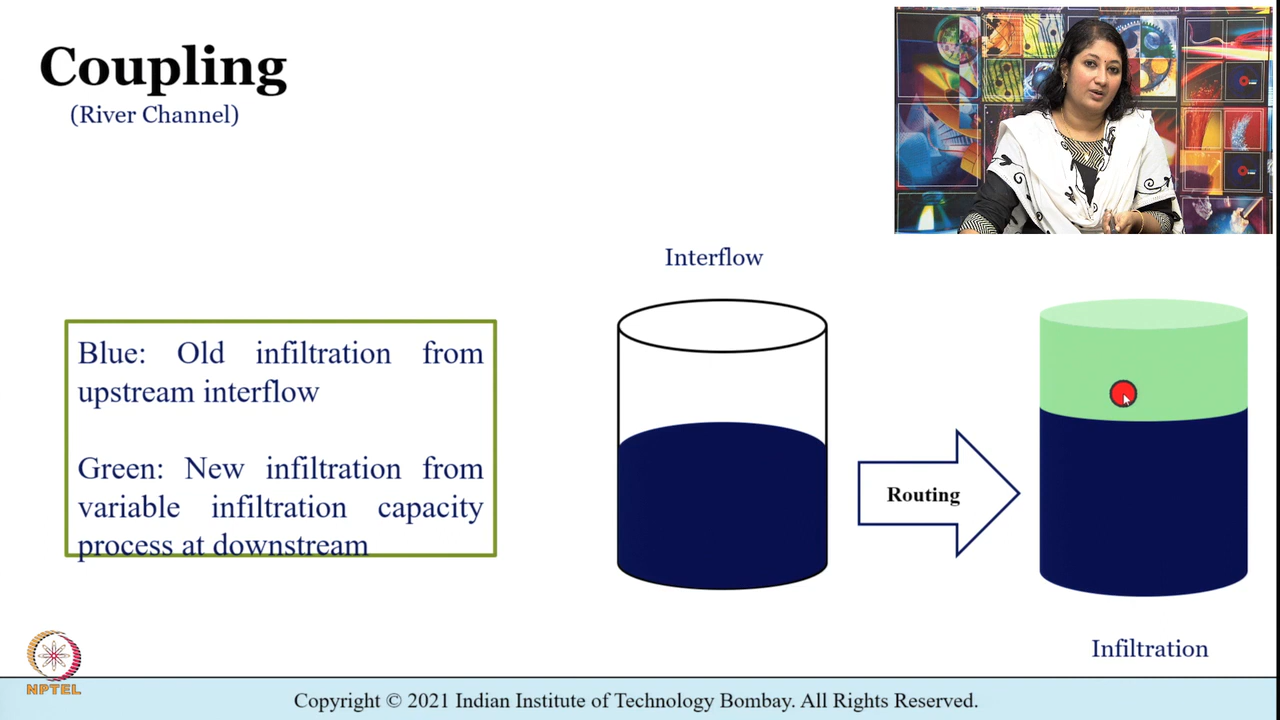 Coupling
(River Channel)
Interflow
Blue: Old infiltration from
upstream interflow
Green: New infiltration from
variable infiltration capacity
process at downstream
Routing
Infiltration
NPTEL
Copyright © 2021 Indian Institute of Technology Bombay. All Rights Reserved.